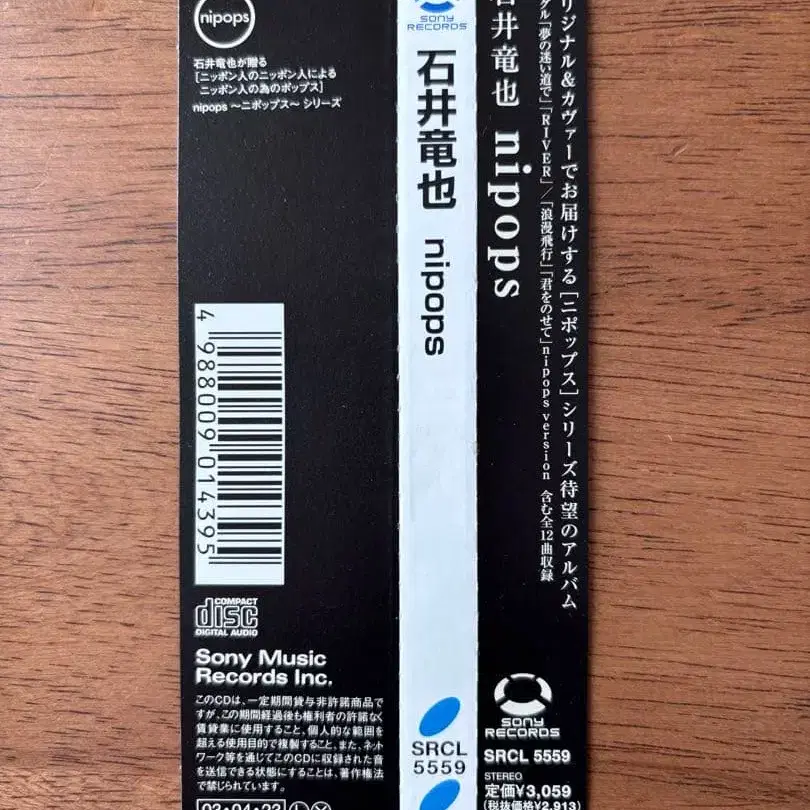 nipops
石井竜也が贈る
[ニッポン人のニッポン人による
ニッポン人の為のポップス]
nipops ～ニポップス～ シリーズ
4 988009 014395
COMPACT
disc
DIGITAL AUDIO
Sony Music
Records Inc.
このCDは、一定期間貸与非許諾商品で
すが、この期間経過後も権利者の許諾なく
賃貸業に使用すること、個人的な範囲を
超える使用目的で複製すること、また、ネット
ワーク等を通じてこのCDに収録された音
を送信できる状態にすることは、著作権法
で禁じられています。
03・04・23
SONY
RECORDS
石井竜也 nipops
SRCL
5559
リジナル&カヴァーでお届けする[ニポップス]シリーズ待望のアルバム
グル「夢の迷い道で」「RIVER」／「浪漫飛行」「君をのせて」nipops version 含む全12曲収録
石井竜也 nipops
SONY
RECORDS
SRCL 5559
STEREO
定価¥3,059
(税抜価格¥2,913)